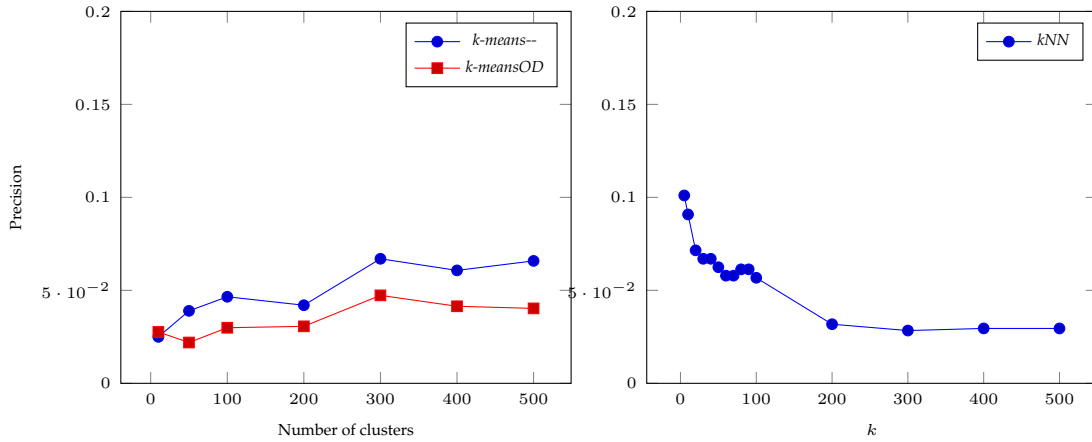 0.2
0.15
0.1
5 · 10⁻²
0
Precision
0 100 200 300 400 500
Number of clusters
k-means--
k-meansOD
0.2
0.15
0.1
5 · 10⁻²
0
0 100 200 300 400 500
k
kNN